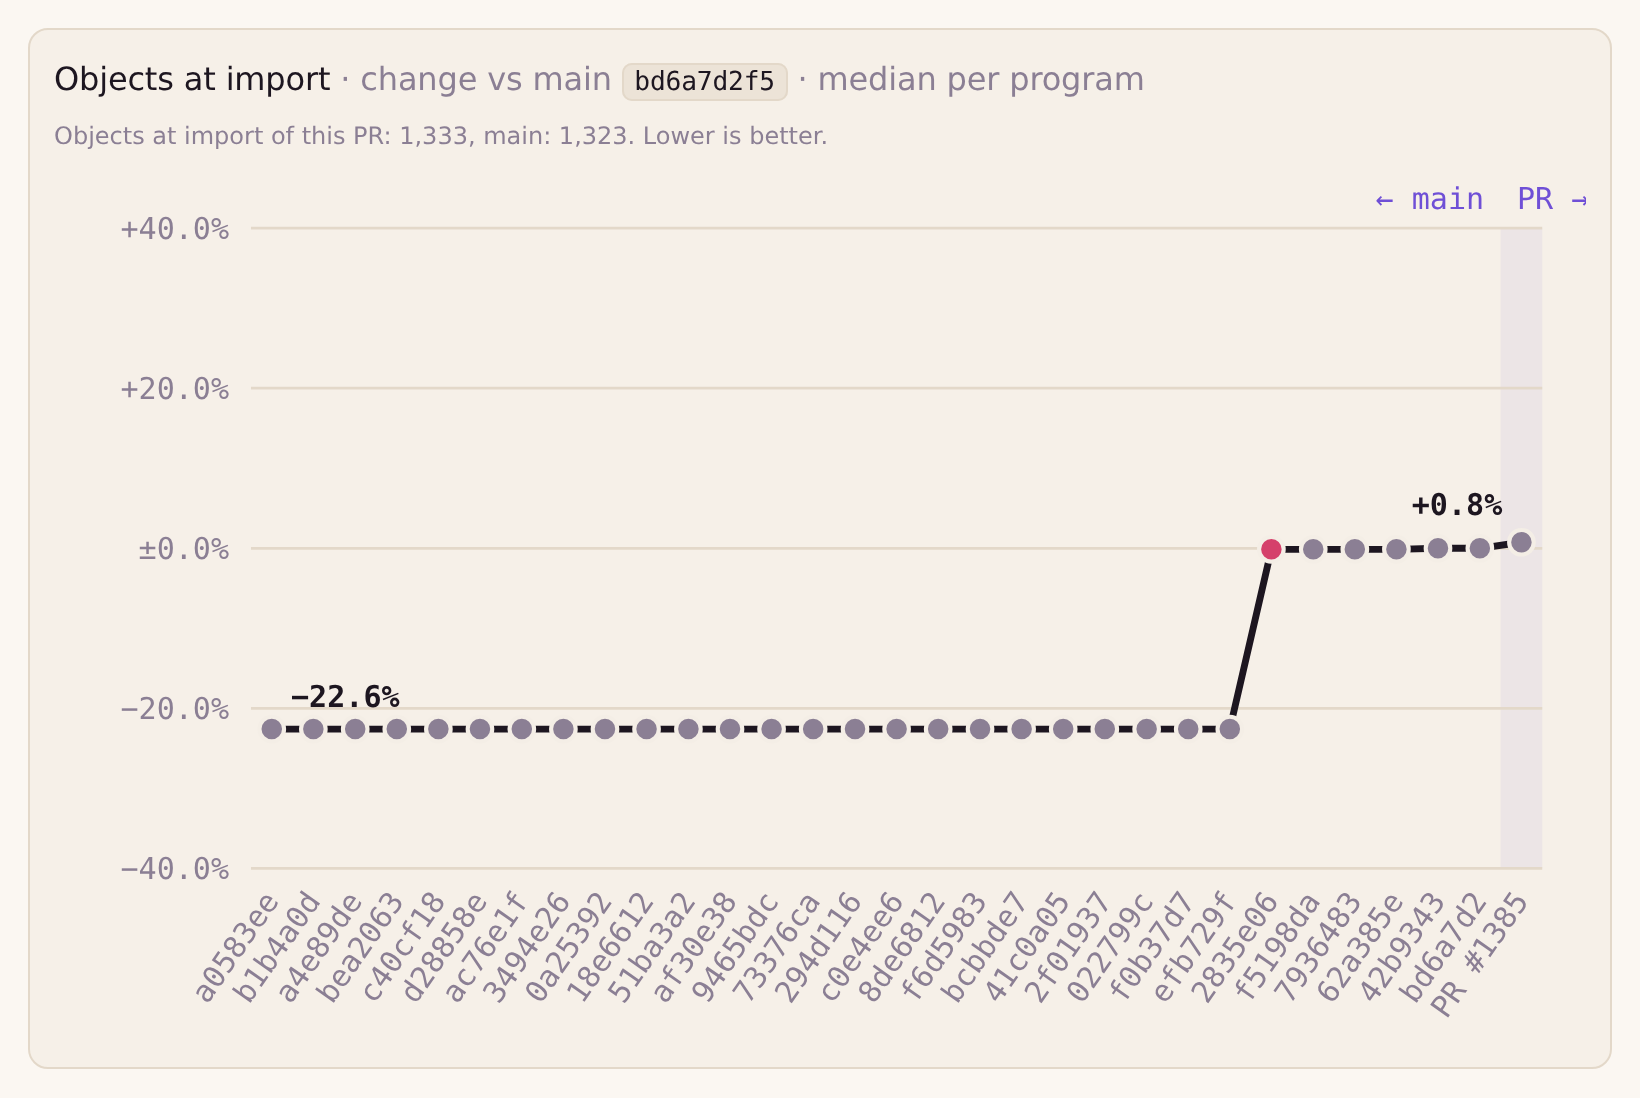 Objects at import · change vs main bd6a7d2f5 · median per program
Objects at import of this PR: 1,333, main: 1,323. Lower is better.
← main PR →
+40.0%
+20.0%
+0.8%
±0.0%
−22.6%
−20.0%
−40.0%
a0583ee
b1b4a0d
a4e89de
bea2063
c40cf18
d28858e
ac76e1f
3494e26
0a25392
18e6612
51ba3a2
af30e38
9465bdc
73376ca
294d116
c0e4ee6
8de6812
f6d5983
bcbbde7
41c0a05
2f01937
022799c
f0b37d7
efb729f
2835e06
f5198da
7936483
62a385e
42b9343
bd6a7d2
PR #1385